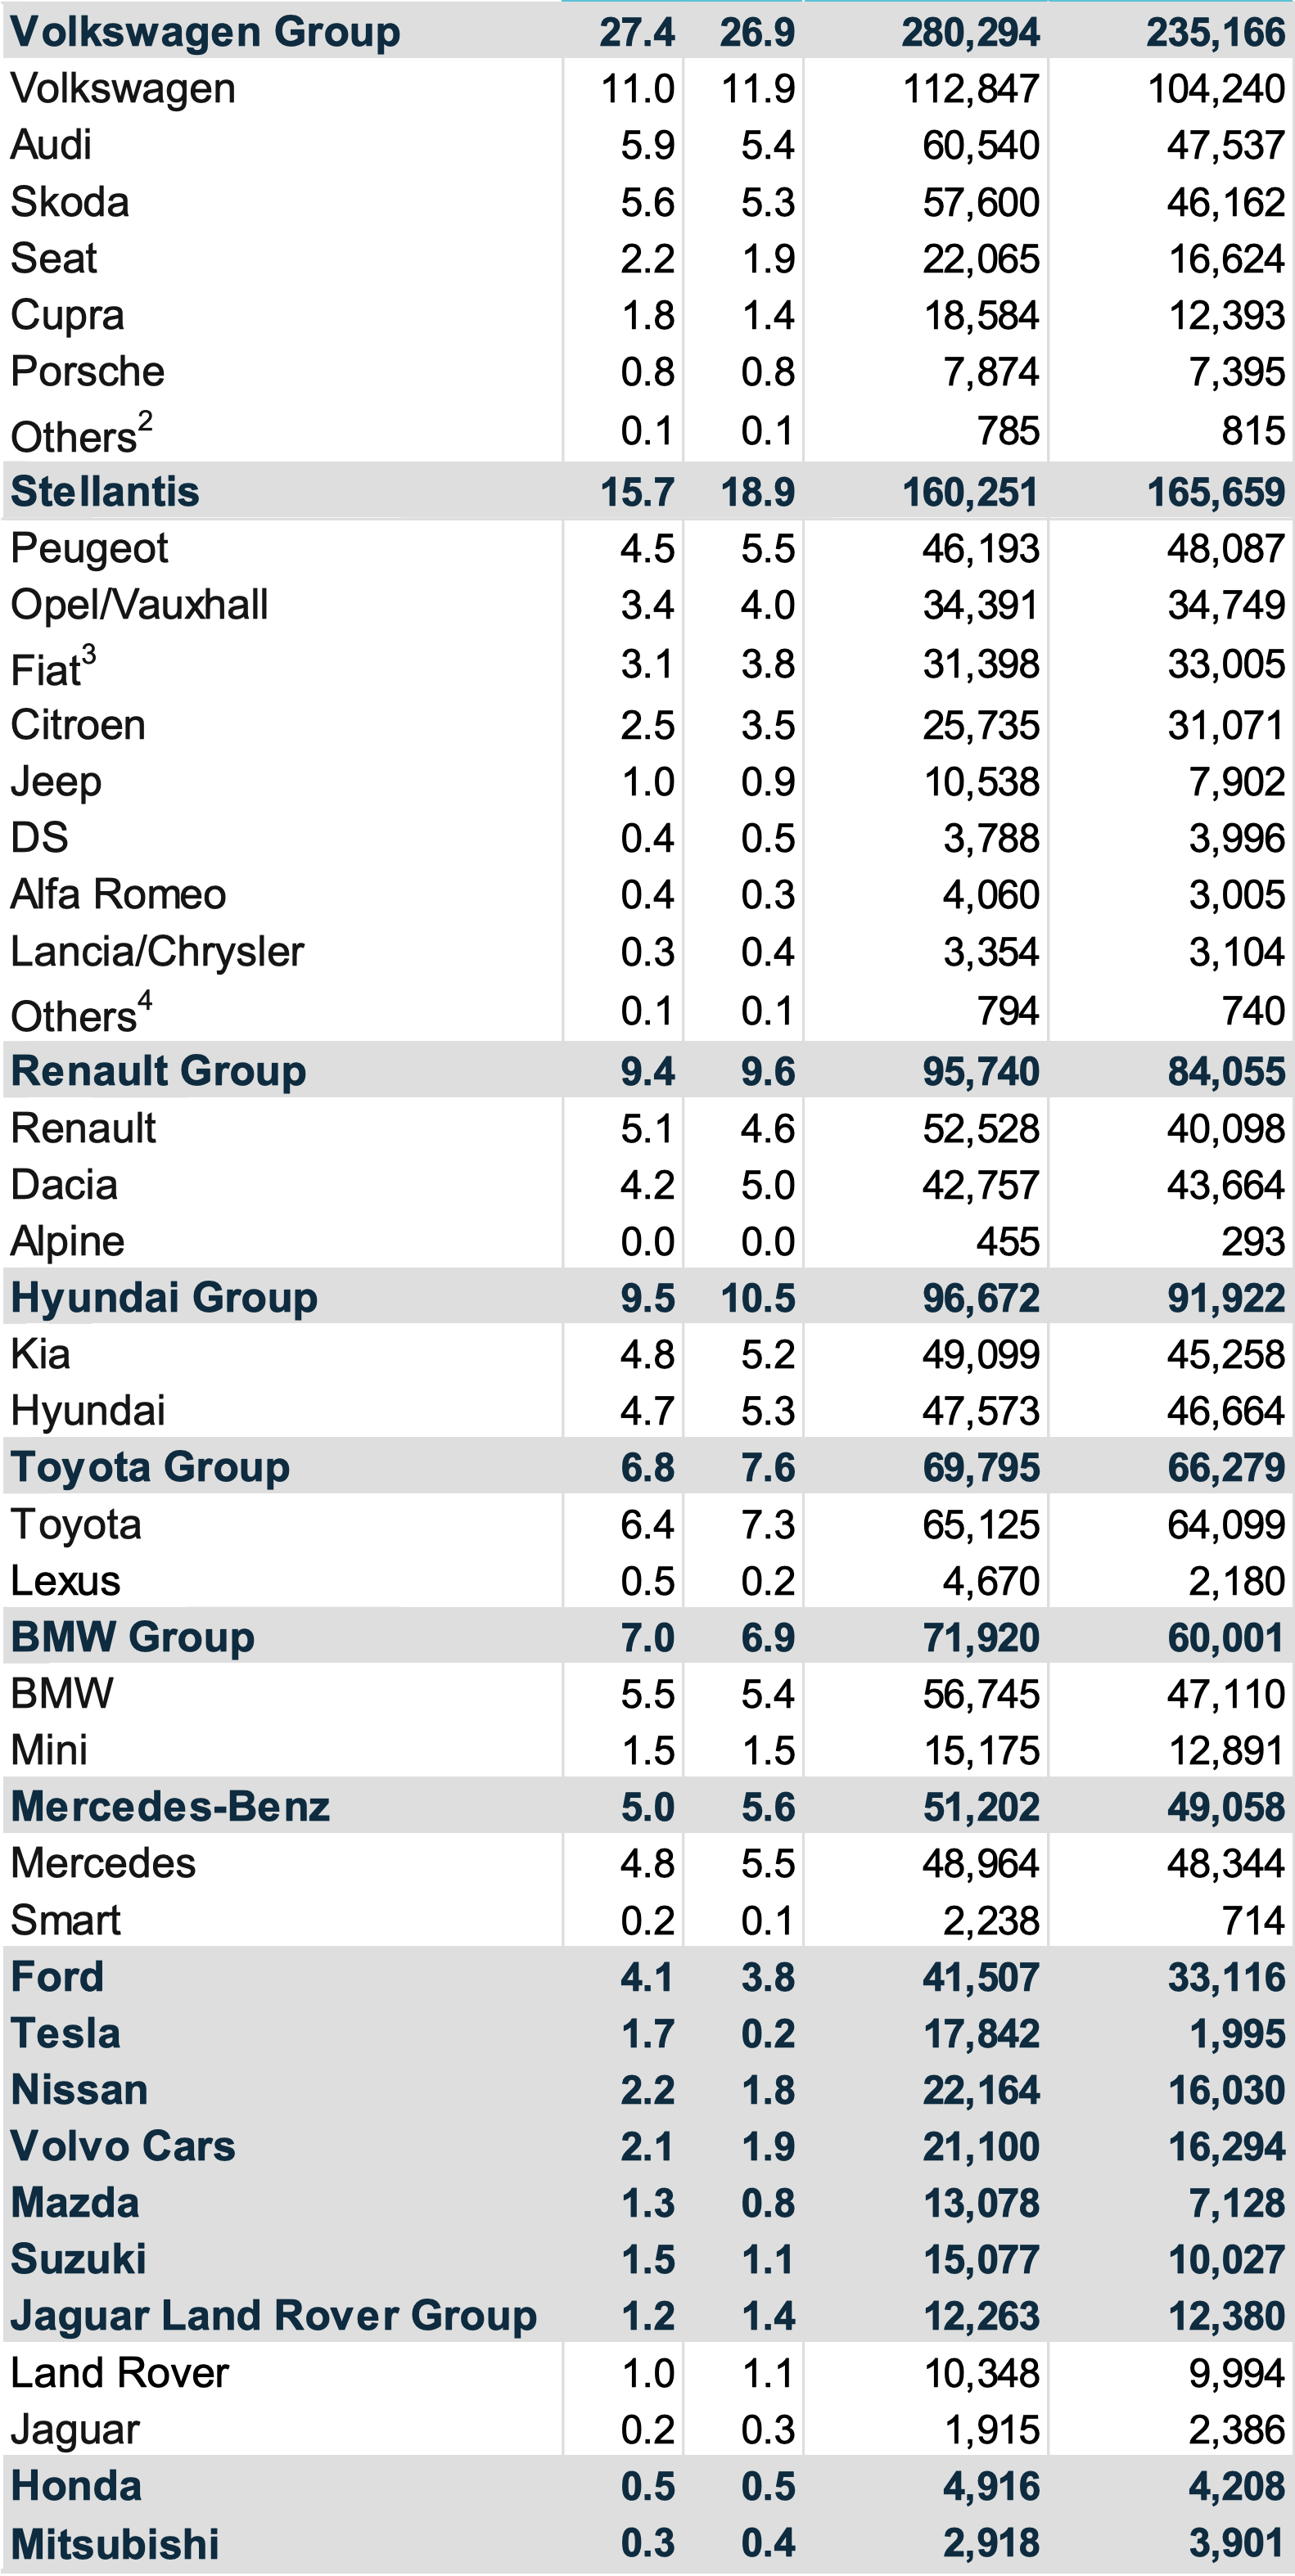 Volkswagen Group 27.4 26.9 280,294 235,166
Volkswagen 11.0 11.9 112,847 104,240
Audi 5.9 5.4 60,540 47,537
Skoda 5.6 5.3 57,600 46,162
Seat 2.2 1.9 22,065 16,624
Cupra 1.8 1.4 18,584 12,393
Porsche 0.8 0.8 7,874 7,395
Others² 0.1 0.1 785 815
Stellantis 15.7 18.9 160,251 165,659
Peugeot 4.5 5.5 46,193 48,087
Opel/Vauxhall 3.4 4.0 34,391 34,749
Fiat³ 3.1 3.8 31,398 33,005
Citroen 2.5 3.5 25,735 31,071
Jeep 1.0 0.9 10,538 7,902
DS 0.4 0.5 3,788 3,996
Alfa Romeo 0.4 0.3 4,060 3,005
Lancia/Chrysler 0.3 0.4 3,354 3,104
Others⁴ 0.1 0.1 794 740
Renault Group 9.4 9.6 95,740 84,055
Renault 5.1 4.6 52,528 40,098
Dacia 4.2 5.0 42,757 43,664
Alpine 0.0 0.0 455 293
Hyundai Group 9.5 10.5 96,672 91,922
Kia 4.8 5.2 49,099 45,258
Hyundai 4.7 5.3 47,573 46,664
Toyota Group 6.8 7.6 69,795 66,279
Toyota 6.4 7.3 65,125 64,099
Lexus 0.5 0.2 4,670 2,180
BMW Group 7.0 6.9 71,920 60,001
BMW 5.5 5.4 56,745 47,110
Mini 1.5 1.5 15,175 12,891
Mercedes-Benz 5.0 5.6 51,202 49,058
Mercedes 4.8 5.5 48,964 48,344
Smart 0.2 0.1 2,238 714
Ford 4.1 3.8 41,507 33,116
Tesla 1.7 0.2 17,842 1,995
Nissan 2.2 1.8 22,164 16,030
Volvo Cars 2.1 1.9 21,100 16,294
Mazda 1.3 0.8 13,078 7,128
Suzuki 1.5 1.1 15,077 10,027
Jaguar Land Rover Group 1.2 1.4 12,263 12,380
Land Rover 1.0 1.1 10,348 9,994
Jaguar 0.2 0.3 1,915 2,386
Honda 0.5 0.5 4,916 4,208
Mitsubishi 0.3 0.4 2,918 3,901